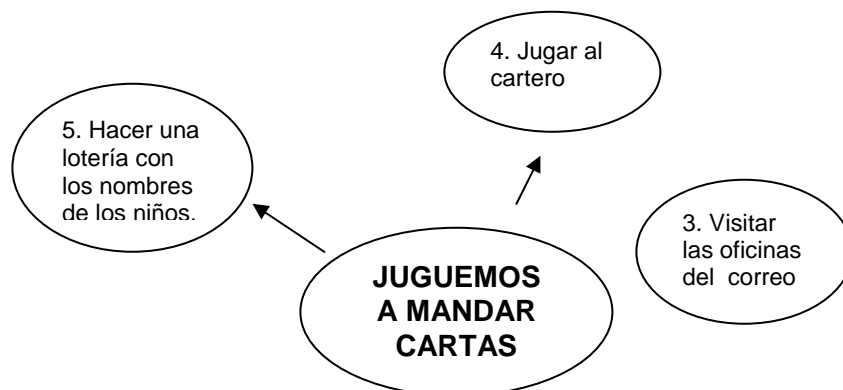 4. Jugar al
cartero
5. Hacer una
lotería con
los nombres
de los niños.
3. Visitar
las oficinas
del correo
JUGUEMOS
A MANDAR
CARTAS